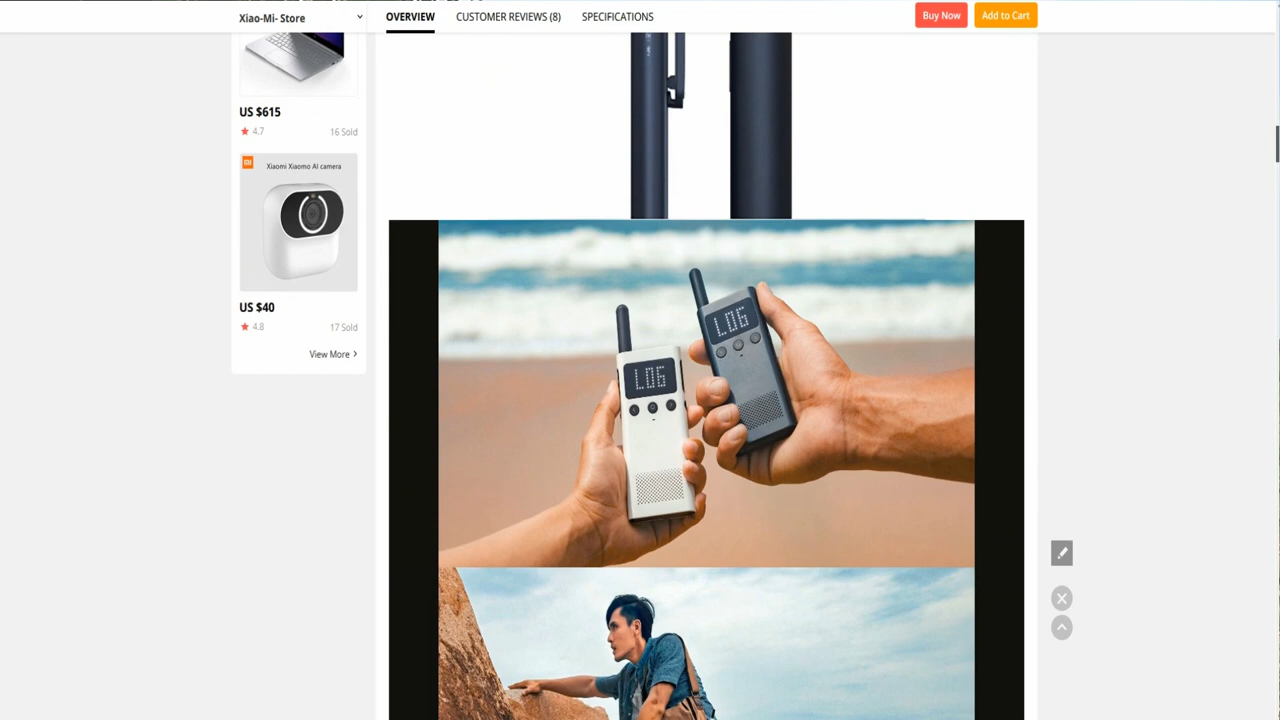 Xiao-Mi- Store
OVERVIEW
CUSTOMER REVIEWS (8)
SPECIFICATIONS
Buy Now
Add to Cart
US $615
4.7
16 Sold
Xiaomi Xiaomo AI camera
US $40
4.8
17 Sold
View More
LOG
LOG